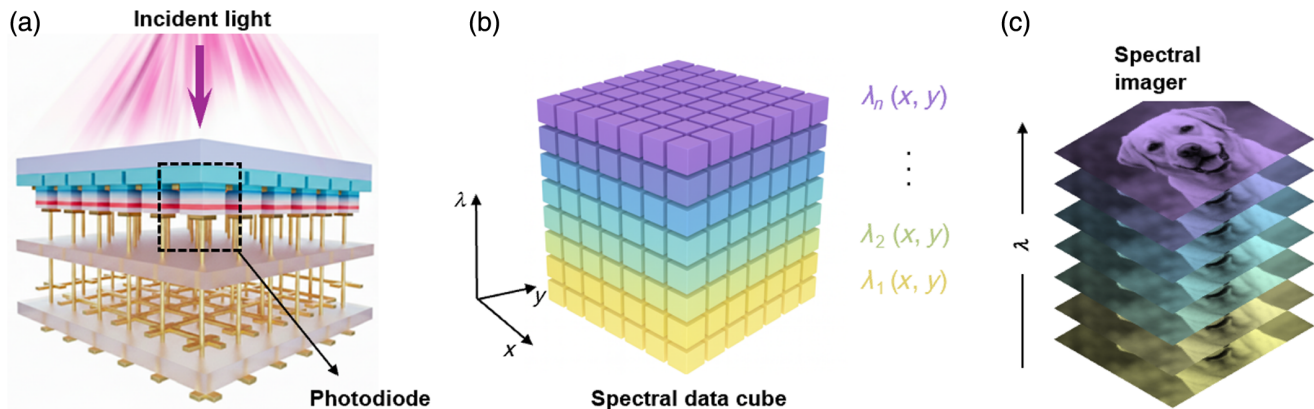 (a)
Incident light
Photodiode
(b)
λn (x, y)
⋮
λ2 (x, y)
λ1 (x, y)
λ
y
x
Spectral data cube
(c)
Spectral
imager
λ